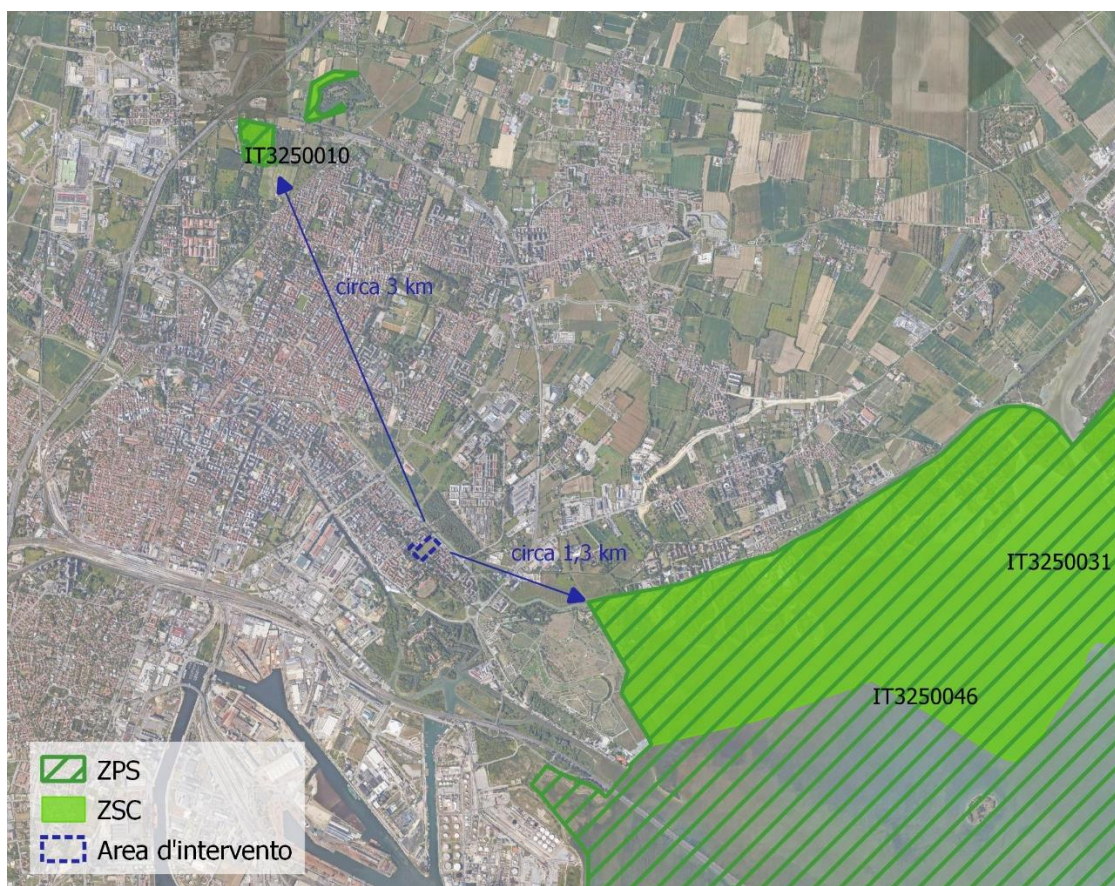 IT3250010
circa 3 km
circa 1,3 km
IT3250031
IT3250046
ZPS
ZSC
Area d'intervento